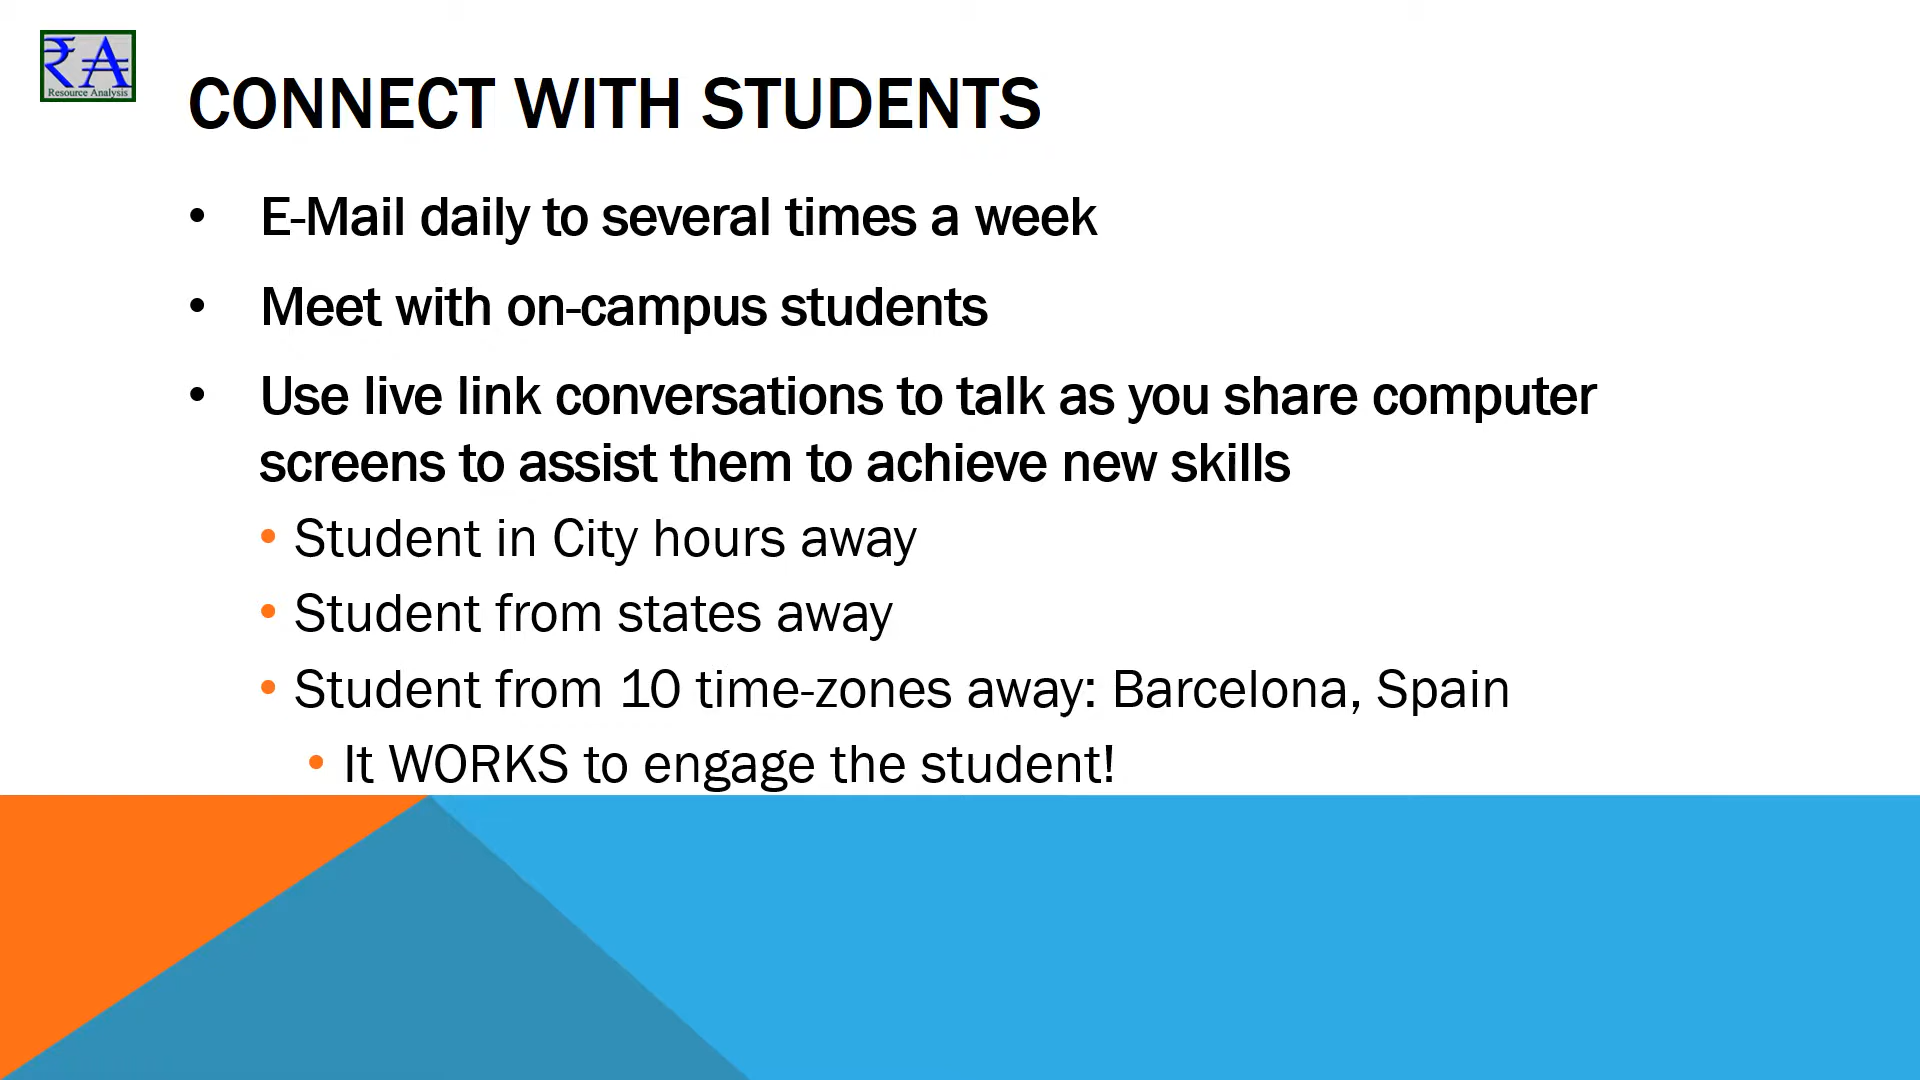 ₹A
Resource Analysis
CONNECT WITH STUDENTS
• E-Mail daily to several times a week
• Meet with on-campus students
• Use live link conversations to talk as you share computer
screens to assist them to achieve new skills
• Student in City hours away
• Student from states away
• Student from 10 time-zones away: Barcelona, Spain
• It WORKS to engage the student!